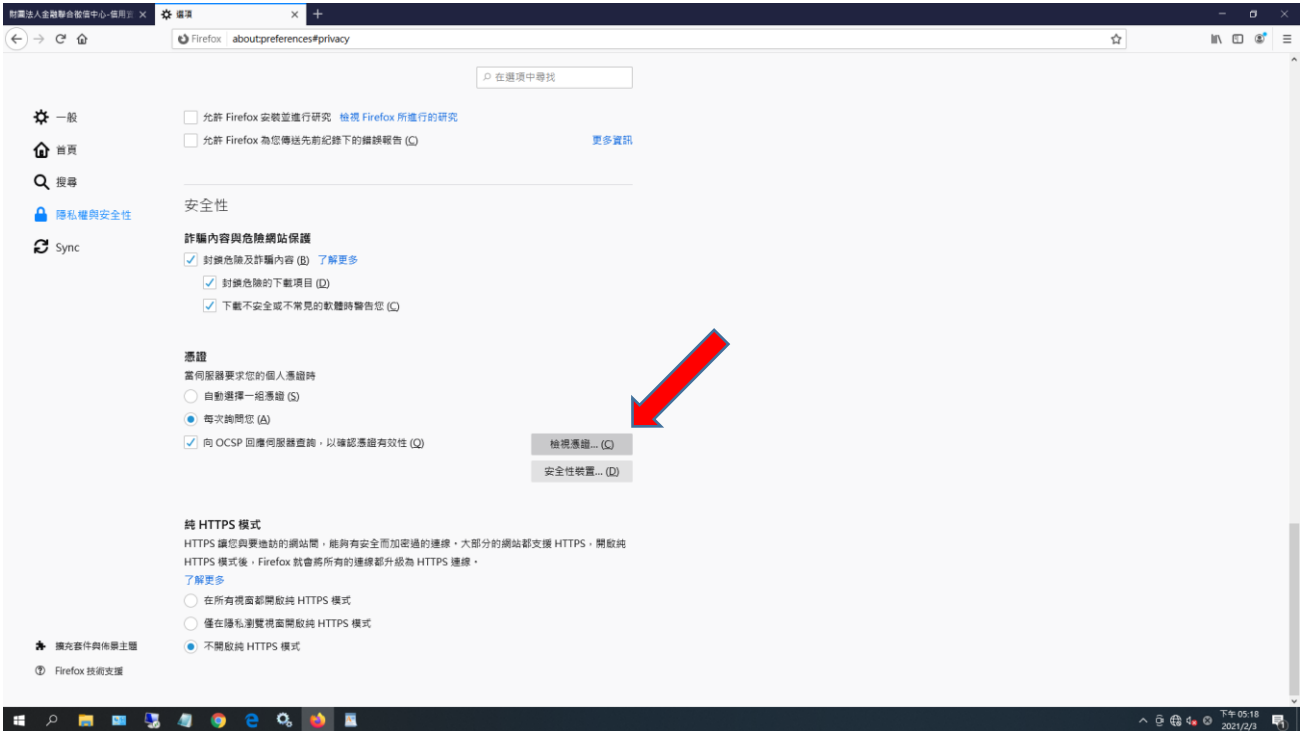 財團法人金融聯合徵信中心-信用
選項
Firefox about:preferences#privacy
在選項中尋找
一般
首頁
搜尋
隱私權與安全性
Sync
允許 Firefox 安裝並進行研究 檢視 Firefox 所進行的研究
允許 Firefox 為您傳送先前紀錄下的錯誤報告 (C) 更多資訊
安全性
詐騙內容與危險網站保護
封鎖危險及詐騙內容 (B) 了解更多
封鎖危險的下載項目 (D)
下載不安全或不常見的軟體時警告您 (C)
憑證
當伺服器要求您的個人憑證時
自動選擇一組憑證 (S)
每次詢問您 (A)
向 OCSP 回應伺服器查詢，以確認憑證有效性 (Q)
檢視憑證... (C)
安全性裝置... (D)
純 HTTPS 模式
HTTPS 讓您與要造訪的網站間，能夠有安全而加密過的連線。大部分的網站都支援 HTTPS，開啟純
HTTPS 模式後，Firefox 就會將所有的連線都升級為 HTTPS 連線。
了解更多
在所有視窗都開啟純 HTTPS 模式
僅在隱私瀏覽視窗開啟純 HTTPS 模式
不開啟純 HTTPS 模式
擴充套件與佈景主題
Firefox 技術支援
下午 05:18
2021/2/3